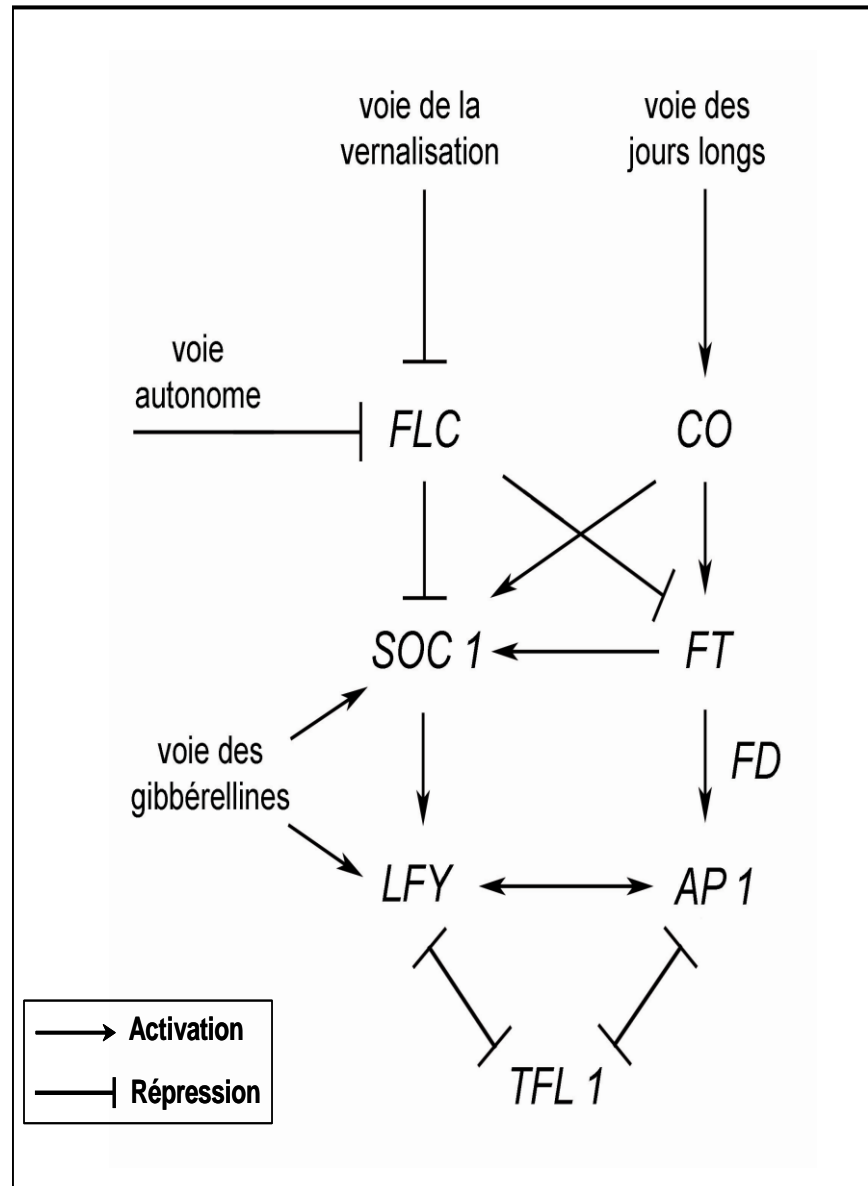 voie de la
vernalisation
voie des
jours longs
voie
autonome
FLC
CO
SOC 1
FT
voie des
gibbérellines
FD
LFY
AP 1
TFL 1
Activation
Répression